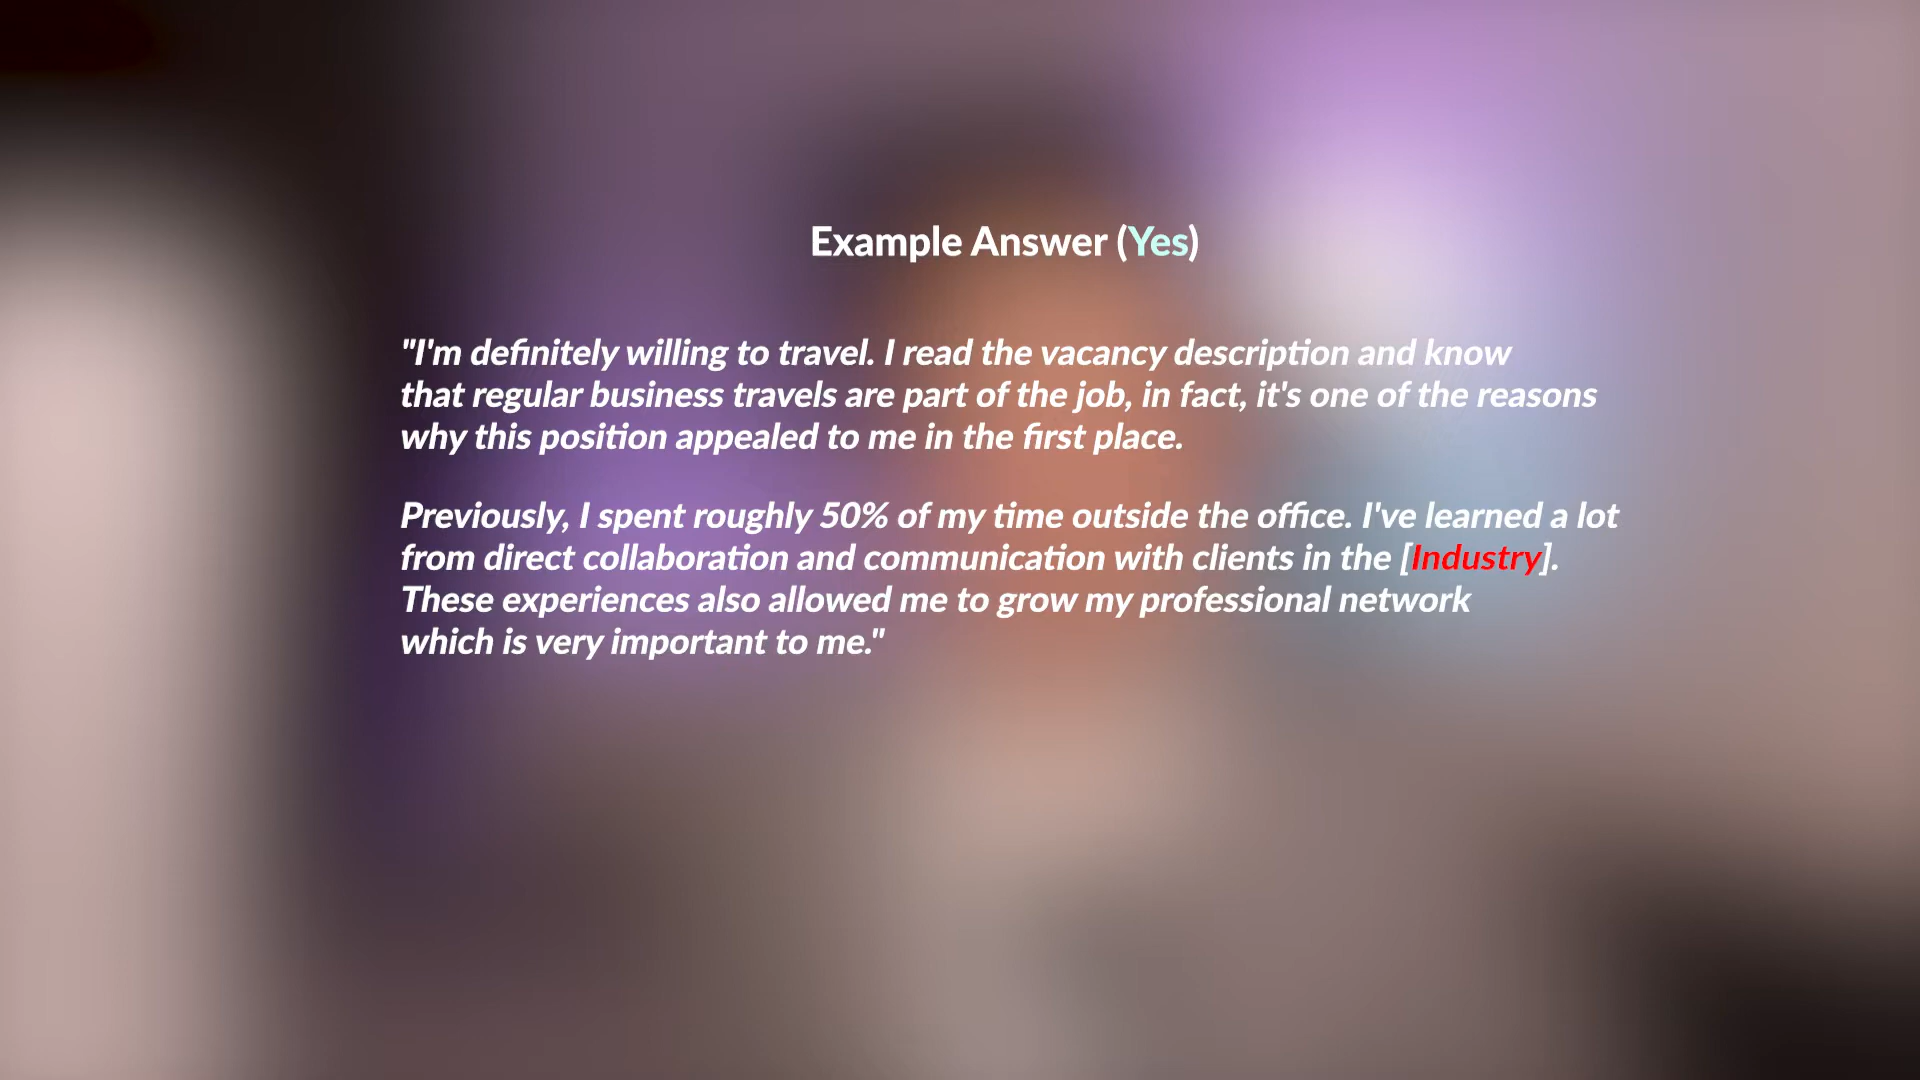 Example Answer (Yes)
"I'm definitely willing to travel. I read the vacancy description and know
that regular business travels are part of the job, in fact, it's one of the reasons
why this position appealed to me in the first place.
Previously, I spent roughly 50% of my time outside the office. I've learned a lot
from direct collaboration and communication with clients in the [Industry].
These experiences also allowed me to grow my professional network
which is very important to me."